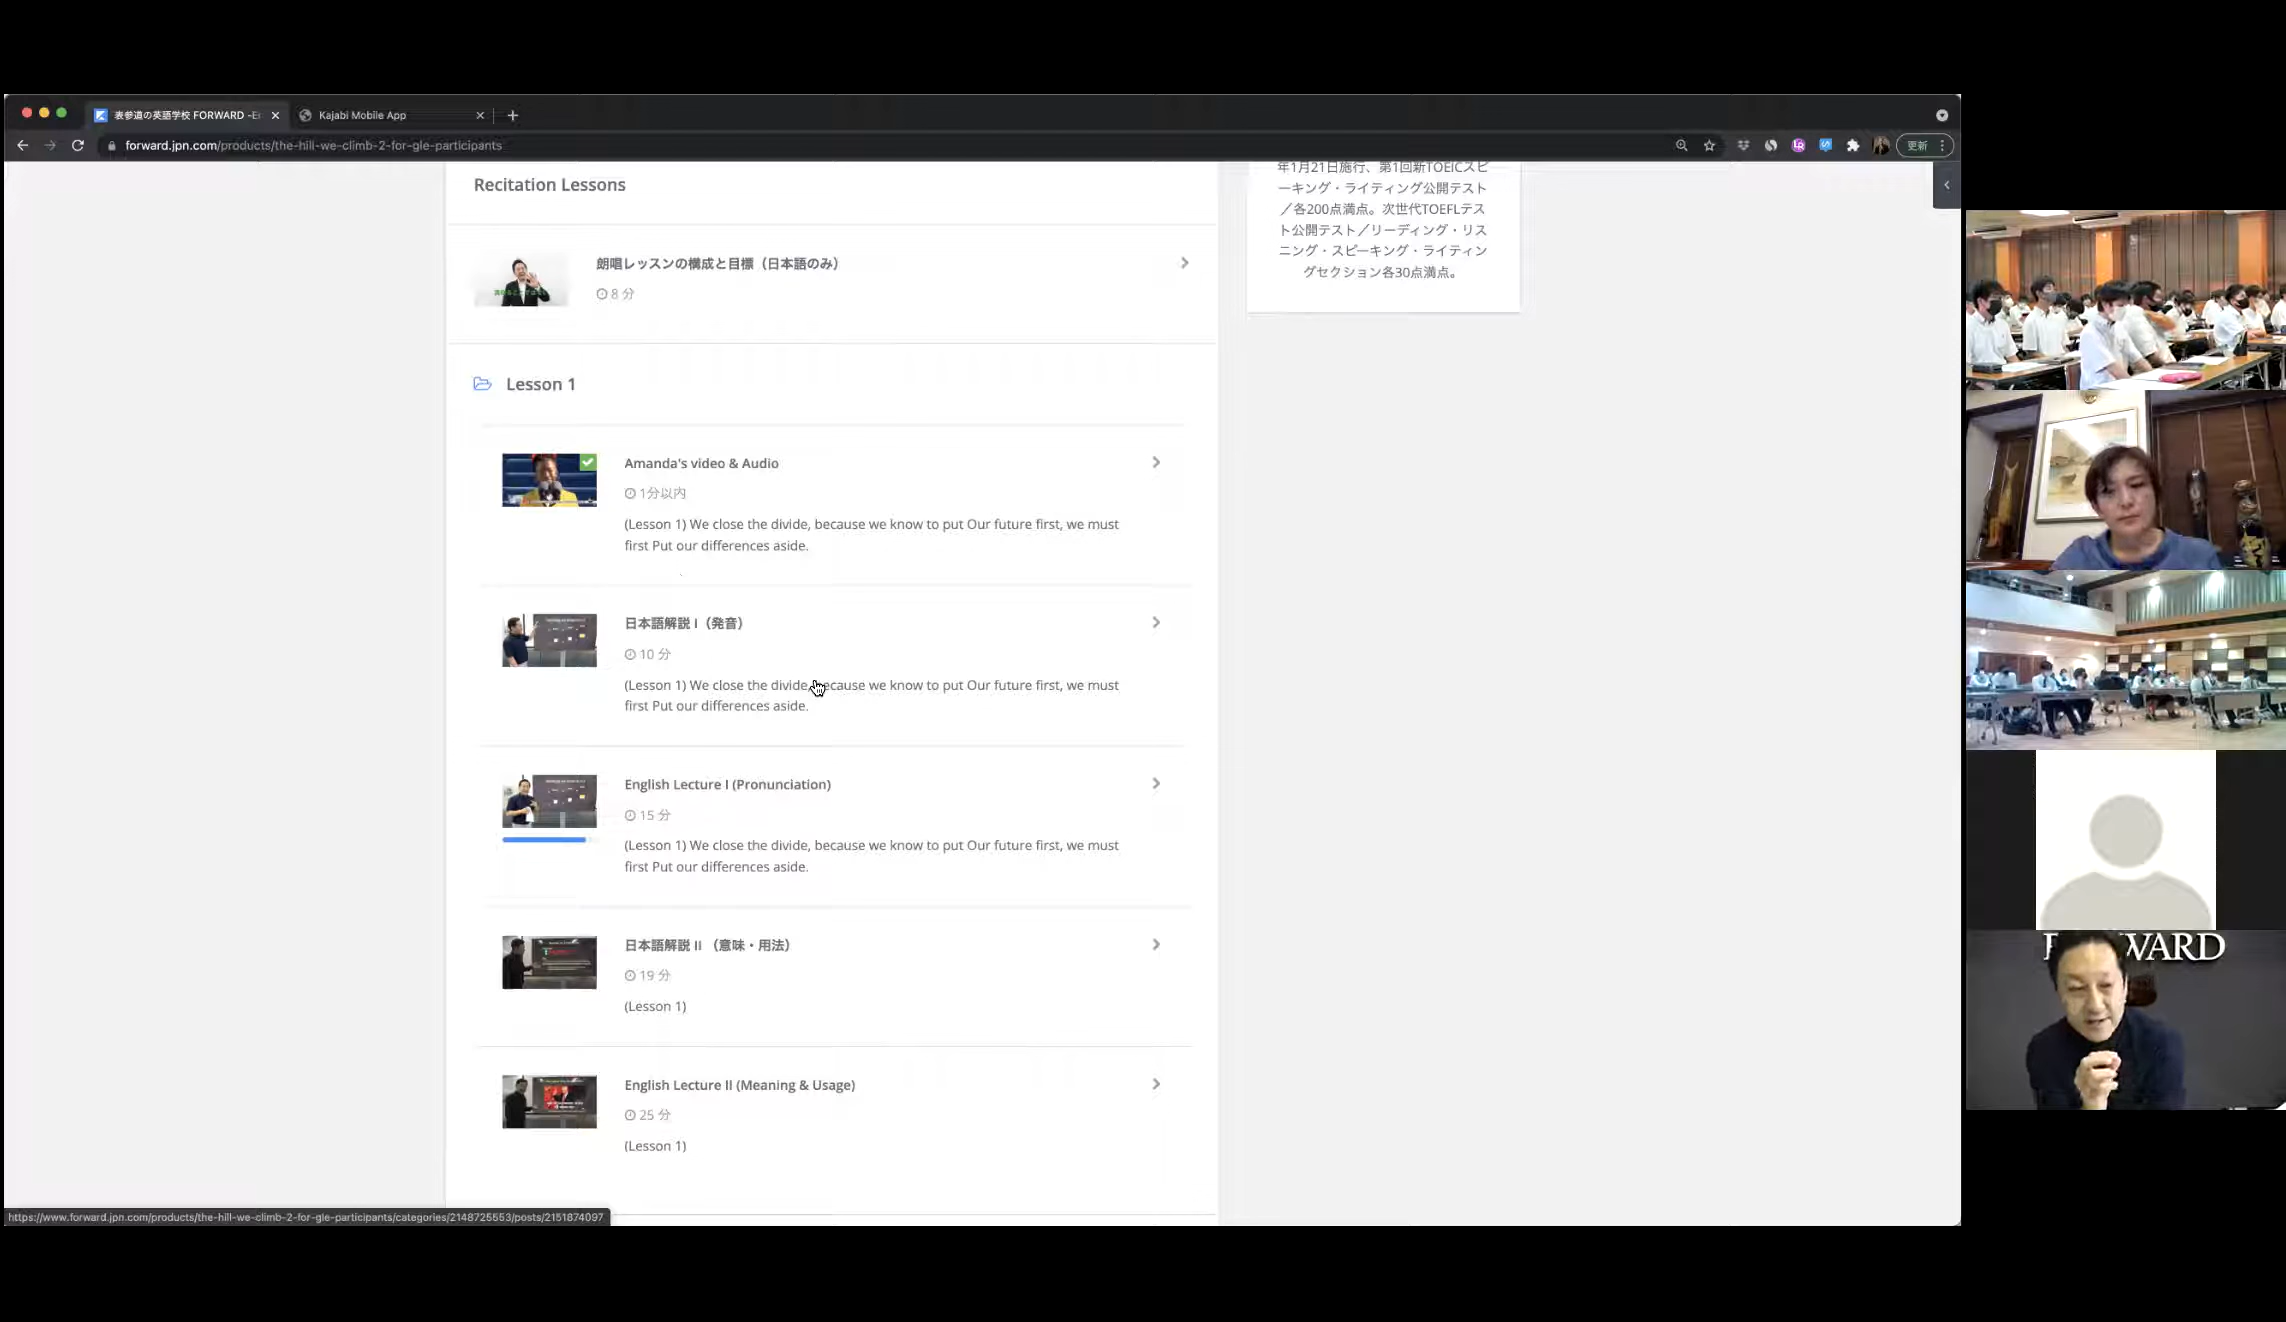 表参道の英語学校 FORWARD -E
Kajabi Mobile App
forward.jpn.com/products/the-hill-we-climb-2-for-gle-participants
更新
Recitation Lessons
朗唱レッスンの構成と目標（日本語のみ）
8 分
Lesson 1
Amanda's video & Audio
1分以内
(Lesson 1) We close the divide, because we know to put Our future first, we must
first Put our differences aside.
日本語解説 I（発音）
10 分
(Lesson 1) We close the divide, because we know to put Our future first, we must
first Put our differences aside.
English Lecture I (Pronunciation)
15 分
(Lesson 1) We close the divide, because we know to put Our future first, we must
first Put our differences aside.
日本語解説 II （意味・用法）
19 分
(Lesson 1)
English Lecture II (Meaning & Usage)
25 分
(Lesson 1)
年1月21日施行、第1回新TOEICスピ
ーキング・ライティング公開テスト
／各200点満点。次世代TOEFLテス
ト公開テスト／リーディング・リス
ニング・スピーキング・ライティン
グセクション各30点満点。
https://www.forward.jpn.com/products/the-hill-we-climb-2-for-gle-participants/categories/2148725553/posts/2151874097
WARD